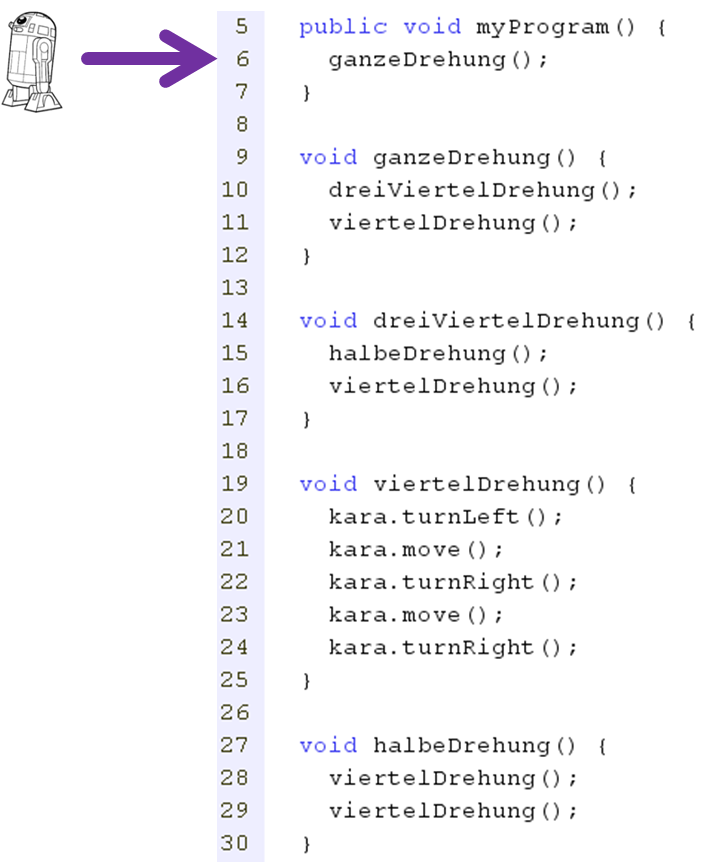 5 public void myProgram() {
6 ganzeDrehung();
7 }
8
9 void ganzeDrehung() {
10 dreiViertelDrehung();
11 viertelDrehung();
12 }
13
14 void dreiViertelDrehung() {
15 halbeDrehung();
16 viertelDrehung();
17 }
18
19 void viertelDrehung() {
20 kara.turnLeft();
21 kara.move();
22 kara.turnRight();
23 kara.move();
24 kara.turnRight();
25 }
26
27 void halbeDrehung() {
28 viertelDrehung();
29 viertelDrehung();
30 }